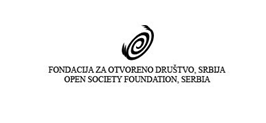 FONDACIJA ZA OTVORENO DRUŠTVO, SRBIJA
OPEN SOCIETY FOUNDATION, SERBIA